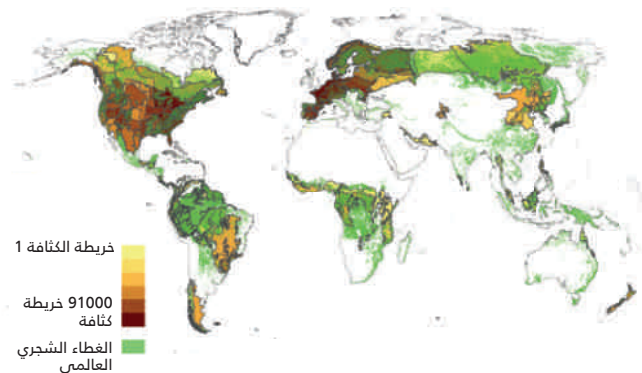 خريطة الكثافة 1
91000 خريطة
كثافة
الغطاء الشجري
العالمي